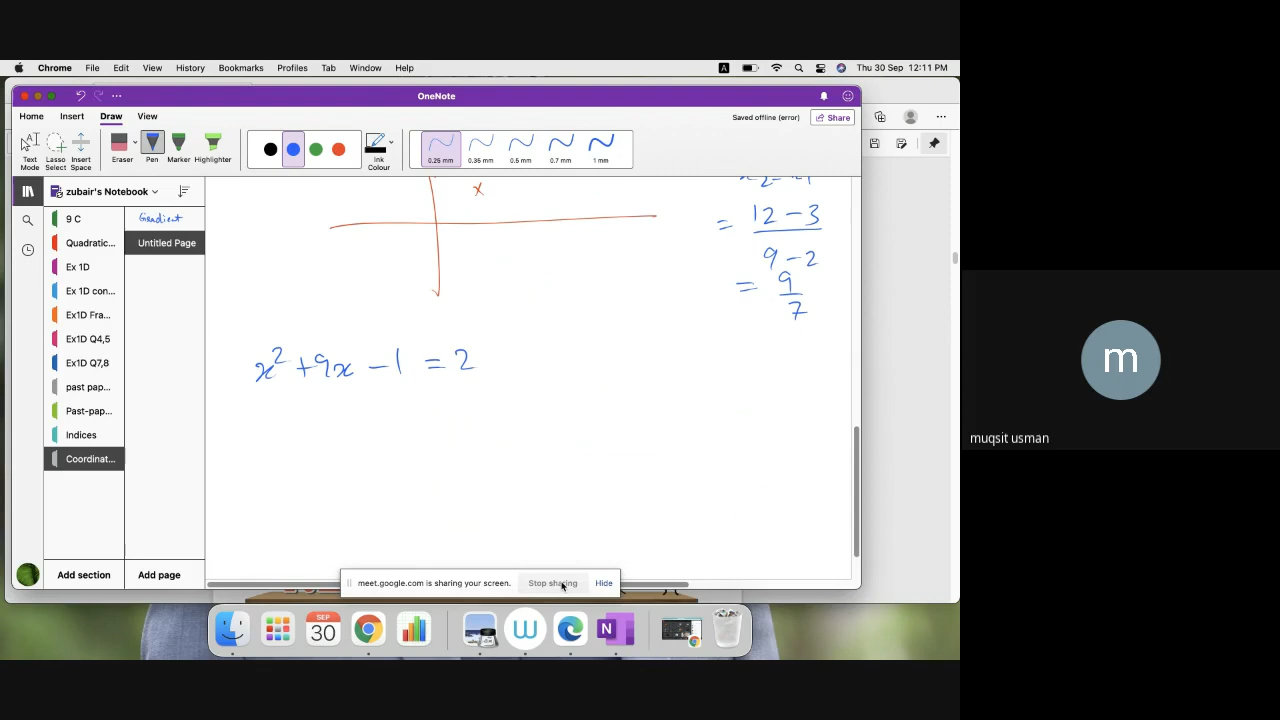 Chrome File Edit View History Bookmarks Profiles Tab Window Help A Thu 30 Sep 12:11 PM
OneNote
Home Insert Draw View Saved offline (error) Share
Text Mode Lasso Select Insert Space Eraser Pen Marker Highlighter Ink Colour 0.25 mm 0.35 mm 0.5 mm 0.7 mm 1 mm
zubair's Notebook
9 C
Quadratic...
Ex 1D
Ex 1D con...
Ex1D Fra...
Ex1D Q4,5
Ex1D Q7,8
past pap...
Past-pap...
Indices
Coordinat...
Add section
Gradient
Untitled Page
Add page
x
= 12 - 3
9 - 2
= 9
7
x² + 9x - 1 = 2
meet.google.com is sharing your screen. Stop sharing Hide
SEP
30
W
N
m
muqsit usman